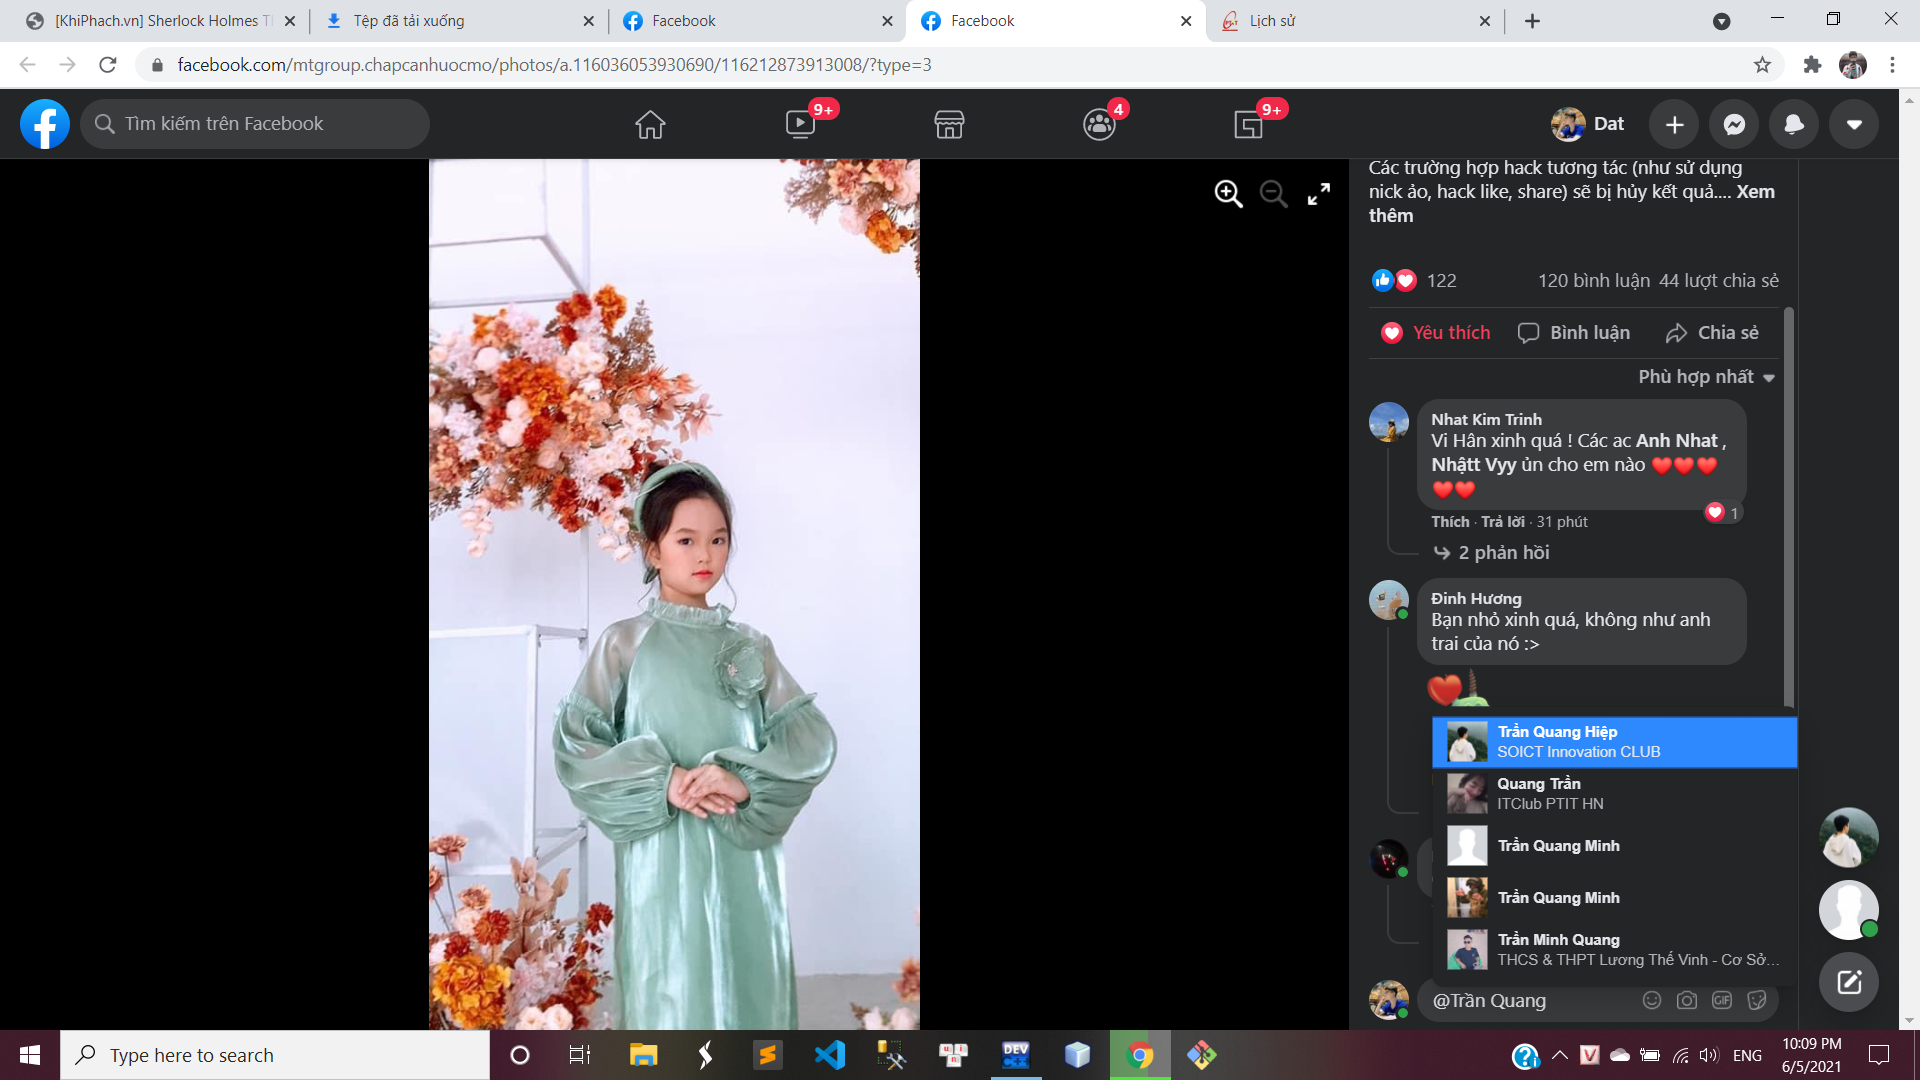 [KhiPhach.vn] Sherlock Holmes T
Tệp đã tải xuống
Facebook
Facebook
Lịch sử
facebook.com/mtgroup.chapcanhuocmo/photos/a.116036053930690/116212873913008/?type=3
Tìm kiếm trên Facebook
9+
4
9+
Dat
Các trường hợp hack tương tác (như sử dụng
nick ảo, hack like, share) sẽ bị hủy kết quả.... Xem
thêm
122
120 bình luận 44 lượt chia sẻ
Yêu thích
Bình luận
Chia sẻ
Phù hợp nhất
Nhat Kim Trinh
Vi Hân xinh quá ! Các ac Anh Nhat ,
Nhậtt Vyy ủn cho em nào ❤️❤️❤️
❤️❤️
1
Thích · Trả lời · 31 phút
2 phản hồi
Đinh Hương
Bạn nhỏ xinh quá, không như anh
trai của nó :>
Trần Quang Hiệp
SOICT Innovation CLUB
Quang Trần
ITClub PTIT HN
Trần Quang Minh
Trần Quang Minh
Trần Minh Quang
THCS & THPT Lương Thế Vinh - Cơ Sở...
@Trần Quang
GIF
Type here to search
DEV
C++
ENG
10:09 PM
6/5/2021